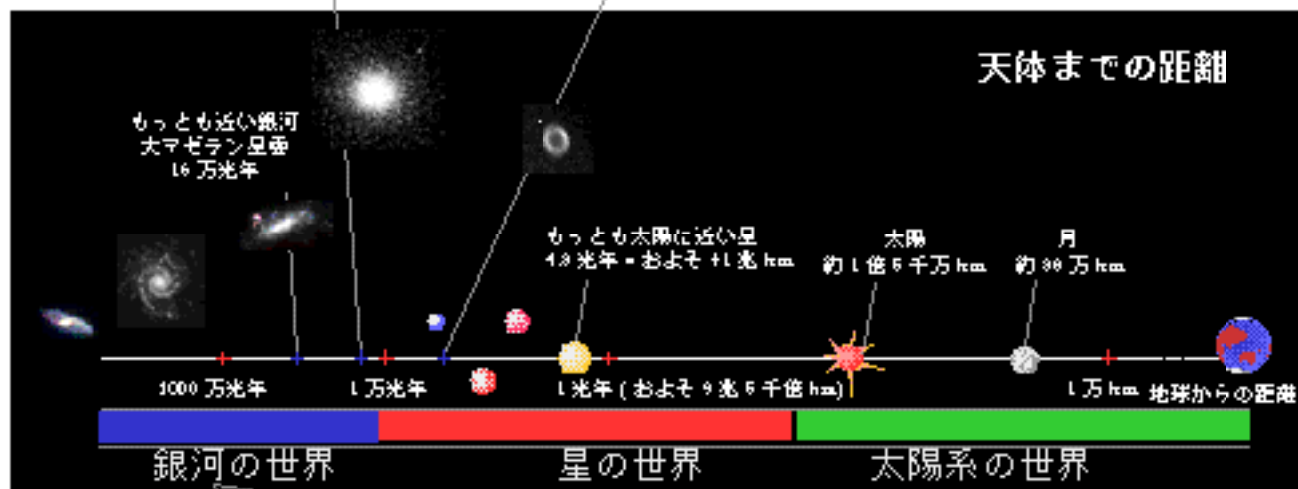 天体までの距離
もっとも近い銀河
大マゼラン星雲
16 万光年
もっとも太陽に近い星
4.3 光年 = およそ 41 兆 km
太陽
約 1 億 5 千万 km
月
約 38 万 km
1000 万光年
1 万光年
1 光年 ( およそ 9 兆 5 千億 km)
1 万 km
地球からの距離
銀河の世界
星の世界
太陽系の世界